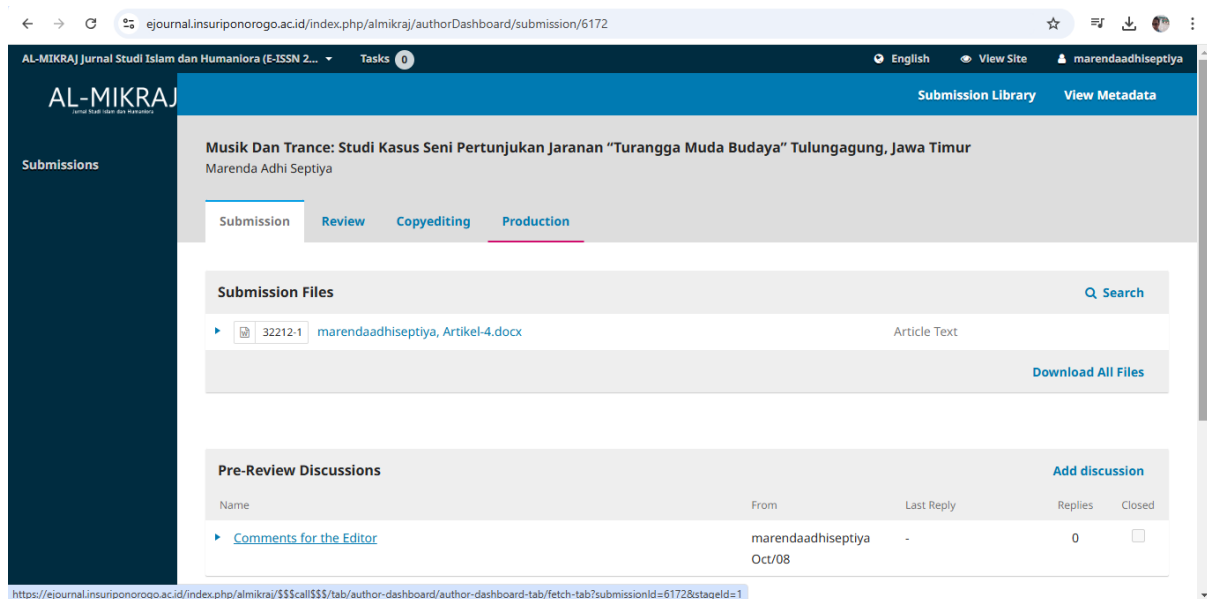 ejournal.insuriponorogo.ac.id/index.php/almikraj/authorDashboard/submission/6172
AL-MIKRAJ Jurnal Studi Islam dan Humaniora (E-ISSN 2... Tasks 0 English View Site marendaadhiseptiya
AL-MIKRAJ Submission Library View Metadata
Jurnal Studi Islam dan Humaniora
Submissions
Musik Dan Trance: Studi Kasus Seni Pertunjukan Jaranan “Turangga Muda Budaya” Tulungagung, Jawa Timur
Marenda Adhi Septiya
Submission Review Copyediting Production
Submission Files Search
32212-1 marendaadhiseptiya, Artikel-4.docx Article Text
Download All Files
Pre-Review Discussions Add discussion
Name From Last Reply Replies Closed
Comments for the Editor marendaadhiseptiya - 0
Oct/08
https://ejournal.insuriponorogo.ac.id/index.php/almikraj/$$$call$$$/tab/author-dashboard/author-dashboard-tab/fetch-tab?submissionId=6172&stageId=1